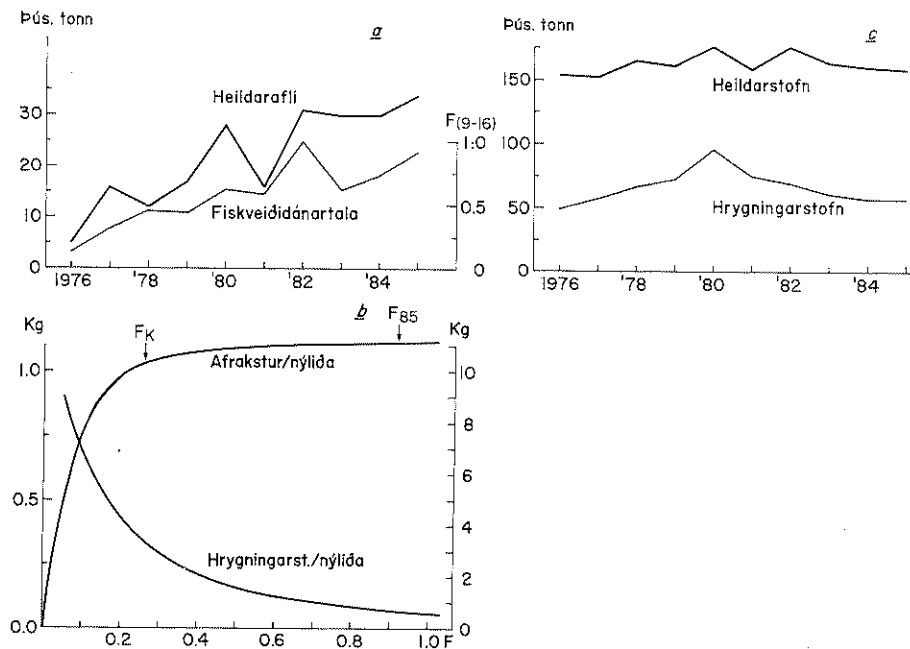 Þús. tonn
a
30
20
10
0
Heildarafli
Fiskveiðidánartala
F(9-16)
1.0
0.5
0
1976 '78 '80 '82 '84
Þús. tonn
c
150
100
50
0
Heildarstofn
Hrygningarstofn
1976 '78 '80 '82 '84
b
Kg
1.0
0.5
0.0
FK
F85
Afrakstur/nýliða
Hrygningarst./nýliða
Kg
10
8
6
4
2
0
0.2 0.4 0.6 0.8 1.0 F